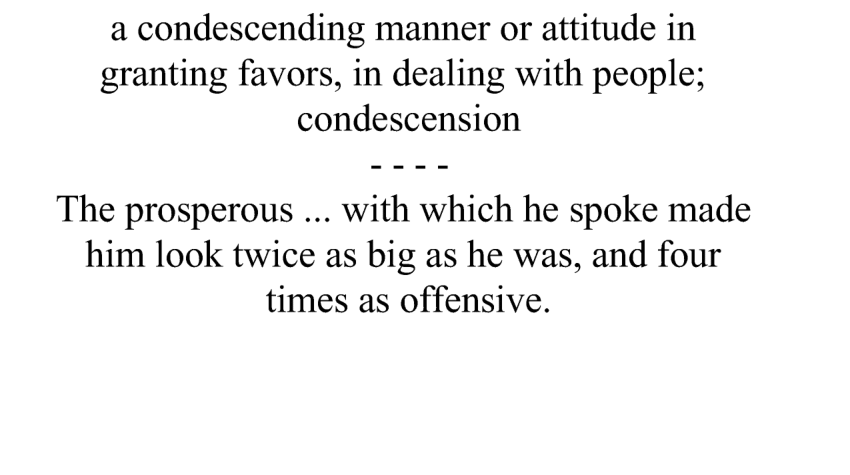 a condescending manner or attitude in
granting favors, in dealing with people;
condescension
- - - -
The prosperous ... with which he spoke made
him look twice as big as he was, and four
times as offensive.